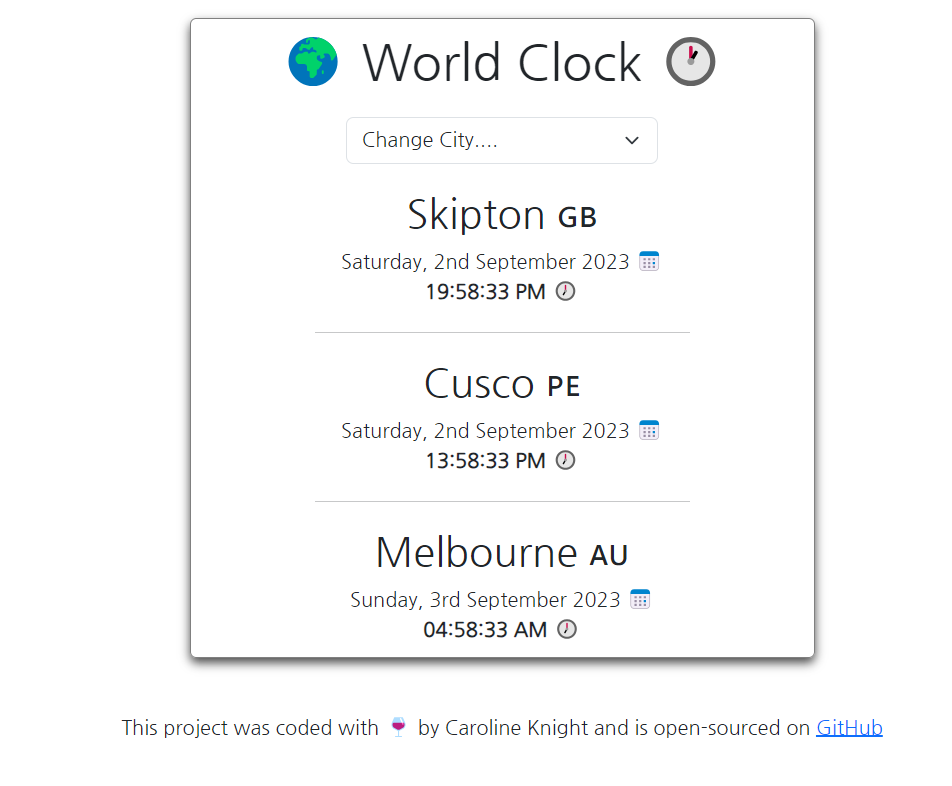 World Clock
Change City....
Skipton GB
Saturday, 2nd September 2023
19:58:33 PM
Cusco PE
Saturday, 2nd September 2023
13:58:33 PM
Melbourne AU
Sunday, 3rd September 2023
04:58:33 AM
This project was coded with 🍷 by Caroline Knight and is open-sourced on GitHub